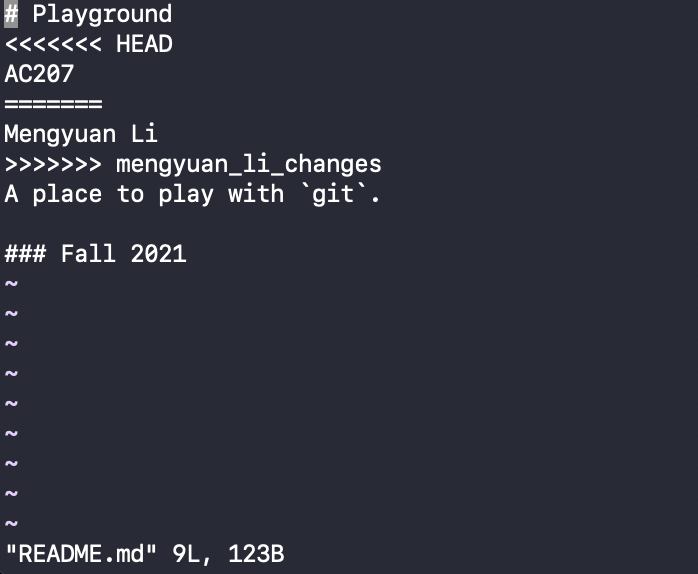 # Playground
<<<<<<< HEAD
AC207
=======
Mengyuan Li
>>>>>>> mengyuan_li_changes
A place to play with `git`.

### Fall 2021
~
~
~
~
~
~
~
~
~
"README.md" 9L, 123B